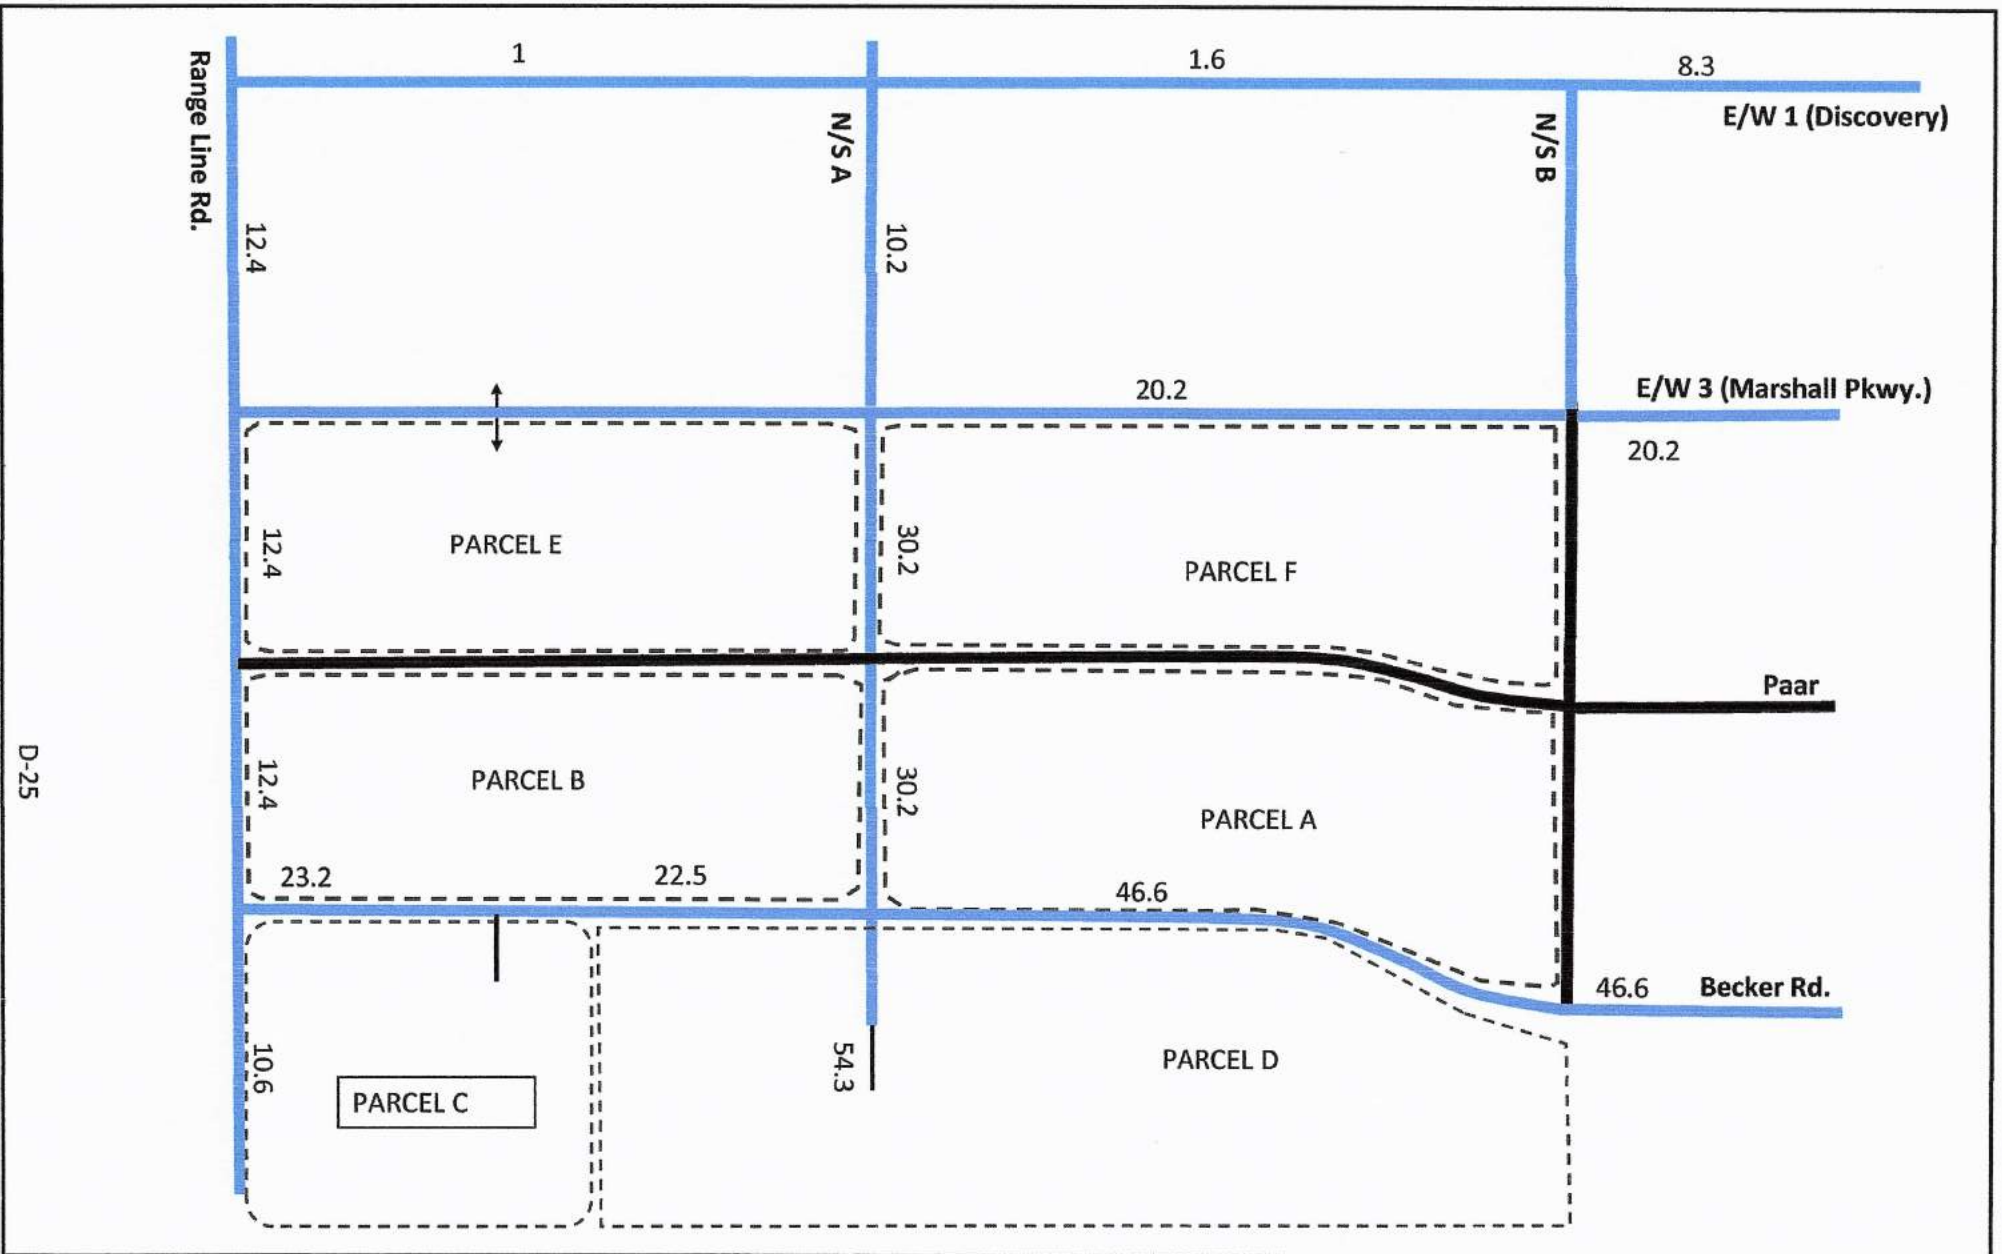 1
1.6
8.3
E/W 1 (Discovery)
Range Line Rd.
N/S A
N/S B
12.4
10.2
20.2
E/W 3 (Marshall Pkwy.)
20.2
12.4
PARCEL E
30.2
PARCEL F
Paar
D-25
12.4
PARCEL B
30.2
PARCEL A
23.2
22.5
46.6
46.6
Becker Rd.
10.6
PARCEL C
54.3
PARCEL D